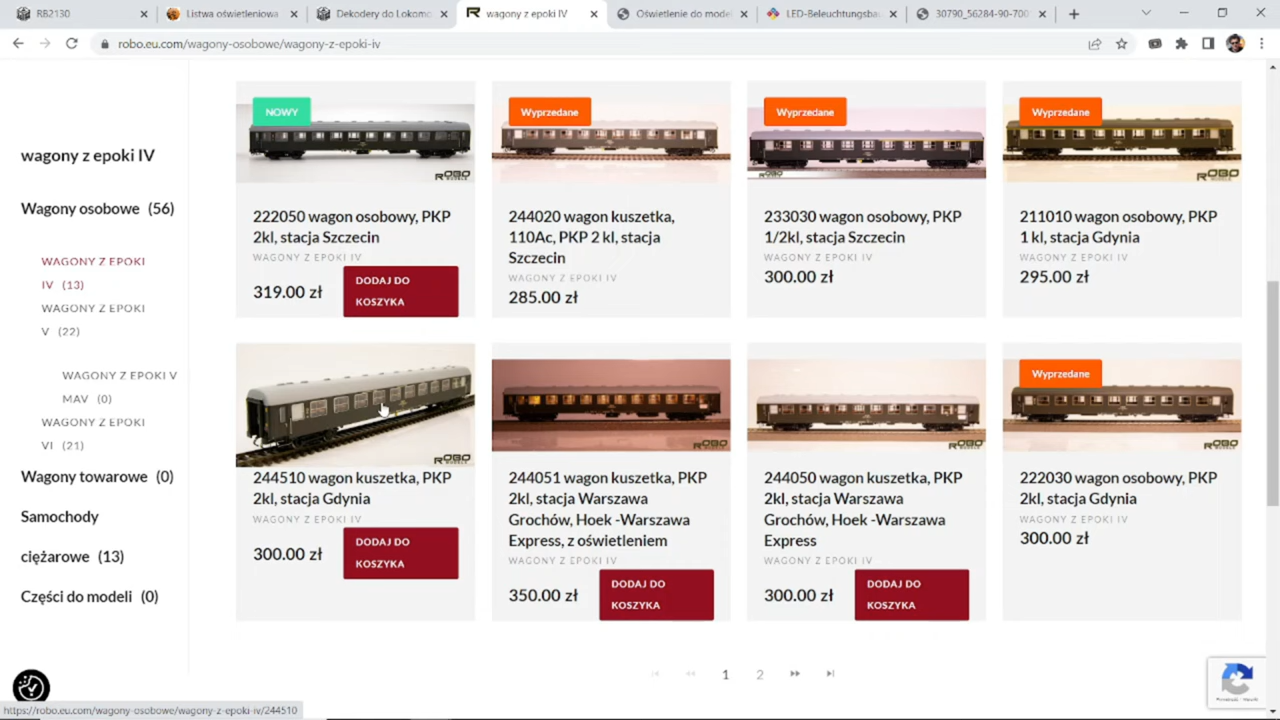 RB2130
Listwa oświetleniowa
Dekodery do Lokomo
wagony z epoki IV
Oświetlenie do mode
LED-Beleuchtungsba
30790_56284-90-700
robo.eu.com/wagony-osobowe/wagony-z-epoki-iv
wagony z epoki IV
Wagony osobowe (56)
WAGONY Z EPOKI
IV (13)
WAGONY Z EPOKI
V (22)
WAGONY Z EPOKI V
MAV (0)
WAGONY Z EPOKI
VI (21)
Wagony towarowe (0)
Samochody
ciężarowe (13)
Części do modeli (0)
NOWY
ROBO
222050 wagon osobowy, PKP
2kl, stacja Szczecin
WAGONY Z EPOKI IV
319.00 zł
DODAJ DO
KOSZYKA
Wyprzedane
244020 wagon kuszetka,
110Ac, PKP 2 kl, stacja
Szczecin
WAGONY Z EPOKI IV
285.00 zł
Wyprzedane
ROBO
233030 wagon osobowy, PKP
1/2kl, stacja Szczecin
WAGONY Z EPOKI IV
300.00 zł
Wyprzedane
ROBO
211010 wagon osobowy, PKP
1 kl, stacja Gdynia
WAGONY Z EPOKI IV
295.00 zł
ROBO
244510 wagon kuszetka, PKP
2kl, stacja Gdynia
WAGONY Z EPOKI IV
300.00 zł
DODAJ DO
KOSZYKA
ROBO
244051 wagon kuszetka, PKP
2kl, stacja Warszawa
Grochów, Hoek -Warszawa
Express, z oświetleniem
WAGONY Z EPOKI IV
350.00 zł
DODAJ DO
KOSZYKA
ROBO
244050 wagon kuszetka, PKP
2kl, stacja Warszawa
Grochów, Hoek -Warszawa
Express
WAGONY Z EPOKI IV
300.00 zł
DODAJ DO
KOSZYKA
Wyprzedane
ROBO
222030 wagon osobowy, PKP
2kl, stacja Gdynia
WAGONY Z EPOKI IV
300.00 zł
1 2
https://robo.eu.com/wagony-osobowe/wagony-z-epoki-iv/244510